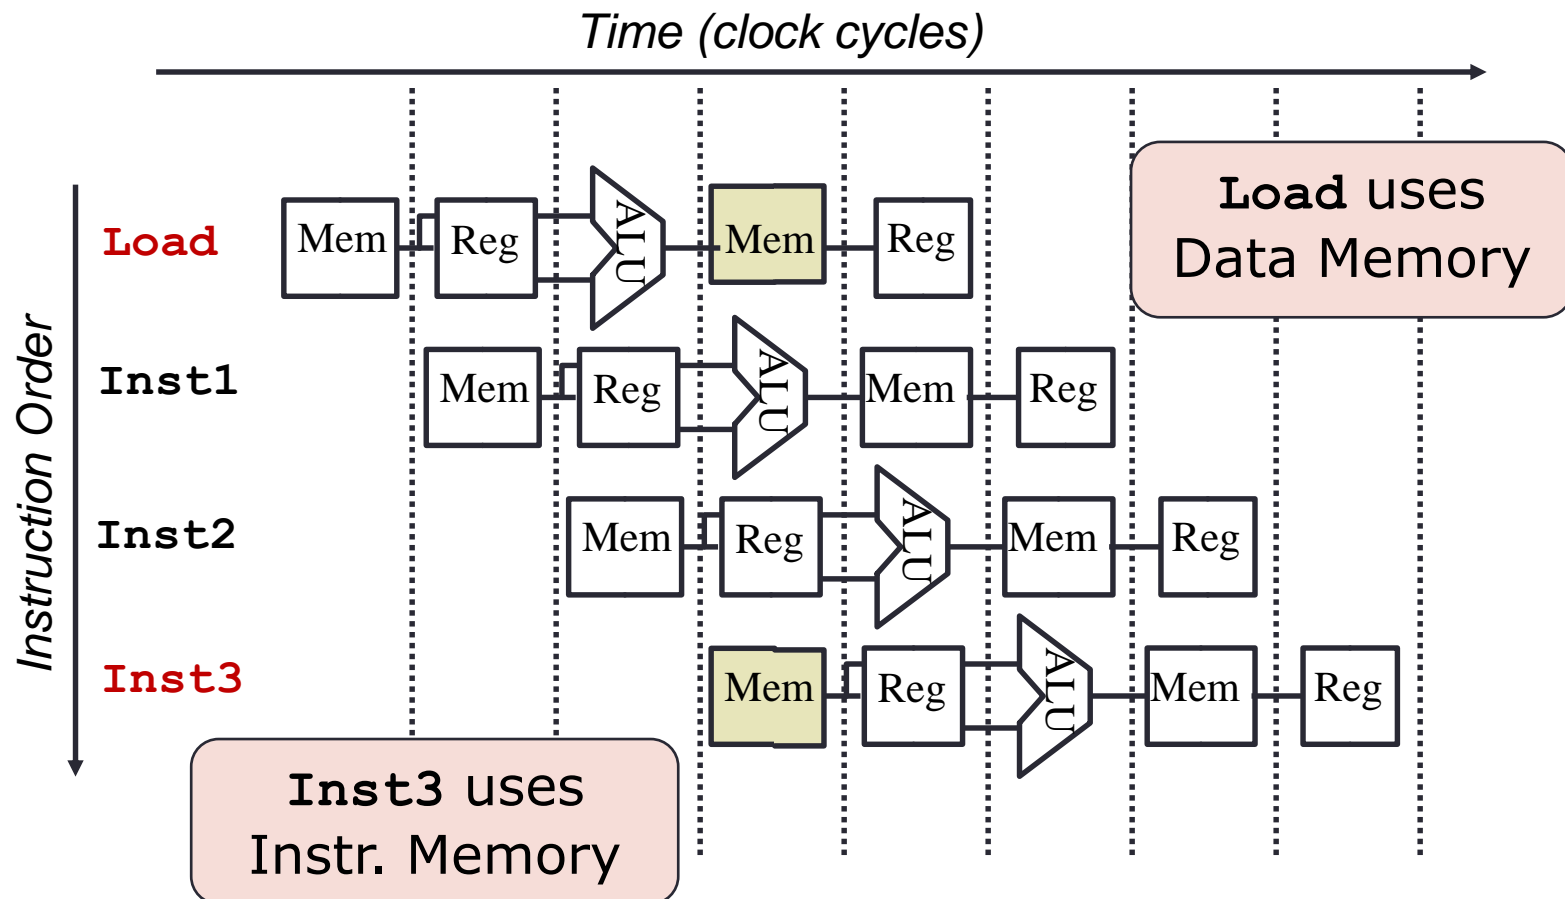 Time (clock cycles)
Instruction Order
Load
Mem
Reg
ALU
Mem
Reg
Load uses
Data Memory
Inst1
Mem
Reg
ALU
Mem
Reg
Inst2
Mem
Reg
ALU
Mem
Reg
Inst3
Mem
Reg
ALU
Mem
Reg
Inst3 uses
Instr. Memory